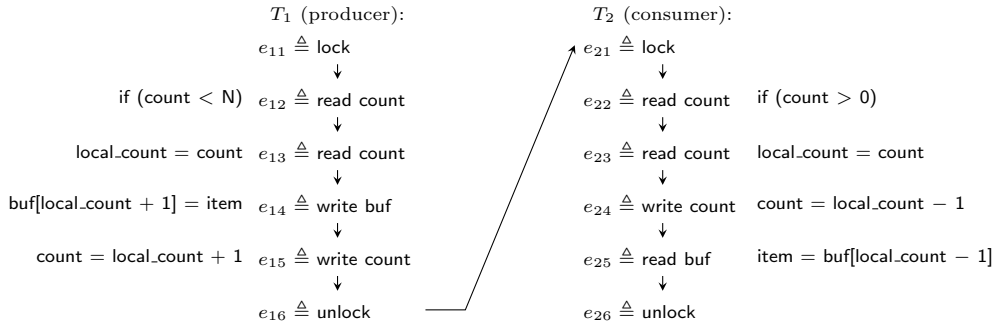 T₁ (producer): T₂ (consumer):
e₁₁ ≜ lock e₂₁ ≜ lock
if (count < N) e₁₂ ≜ read count e₂₂ ≜ read count if (count > 0)
local_count = count e₁₃ ≜ read count e₂₃ ≜ read count local_count = count
buf[local_count + 1] = item e₁₄ ≜ write buf e₂₄ ≜ write count count = local_count − 1
count = local_count + 1 e₁₅ ≜ write count e₂₅ ≜ read buf item = buf[local_count − 1]
e₁₆ ≜ unlock e₂₆ ≜ unlock